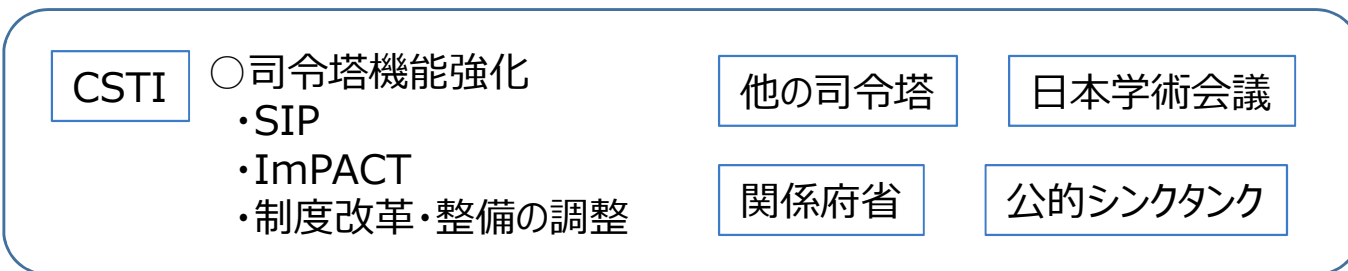 CSTI
○司令塔機能強化
・SIP
・ImPACT
・制度改革・整備の調整
他の司令塔
日本学術会議
関係府省
公的シンクタンク